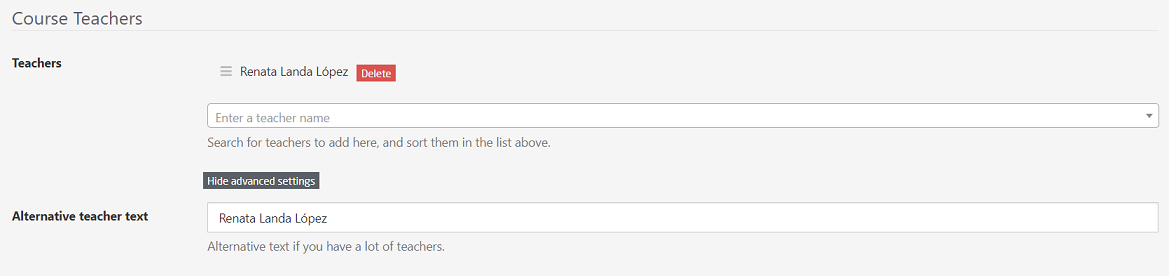 Course Teachers
Teachers
Renata Landa López Delete
Enter a teacher name
Search for teachers to add here, and sort them in the list above.
Hide advanced settings
Alternative teacher text
Renata Landa López
Alternative text if you have a lot of teachers.